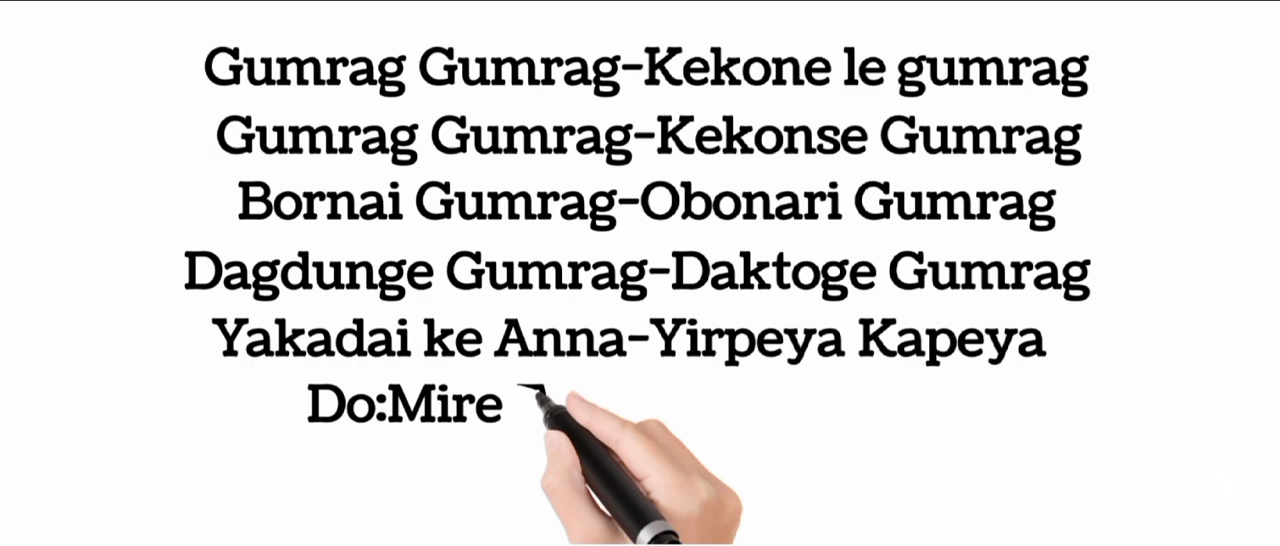 Gumrag Gumrag-Kekone le gumrag
Gumrag Gumrag-Kekonse Gumrag
Bornai Gumrag-Obonari Gumrag
Dagdunge Gumrag-Daktoge Gumrag
Yakadai ke Anna-Yirpeya Kapeya
Do:Mire